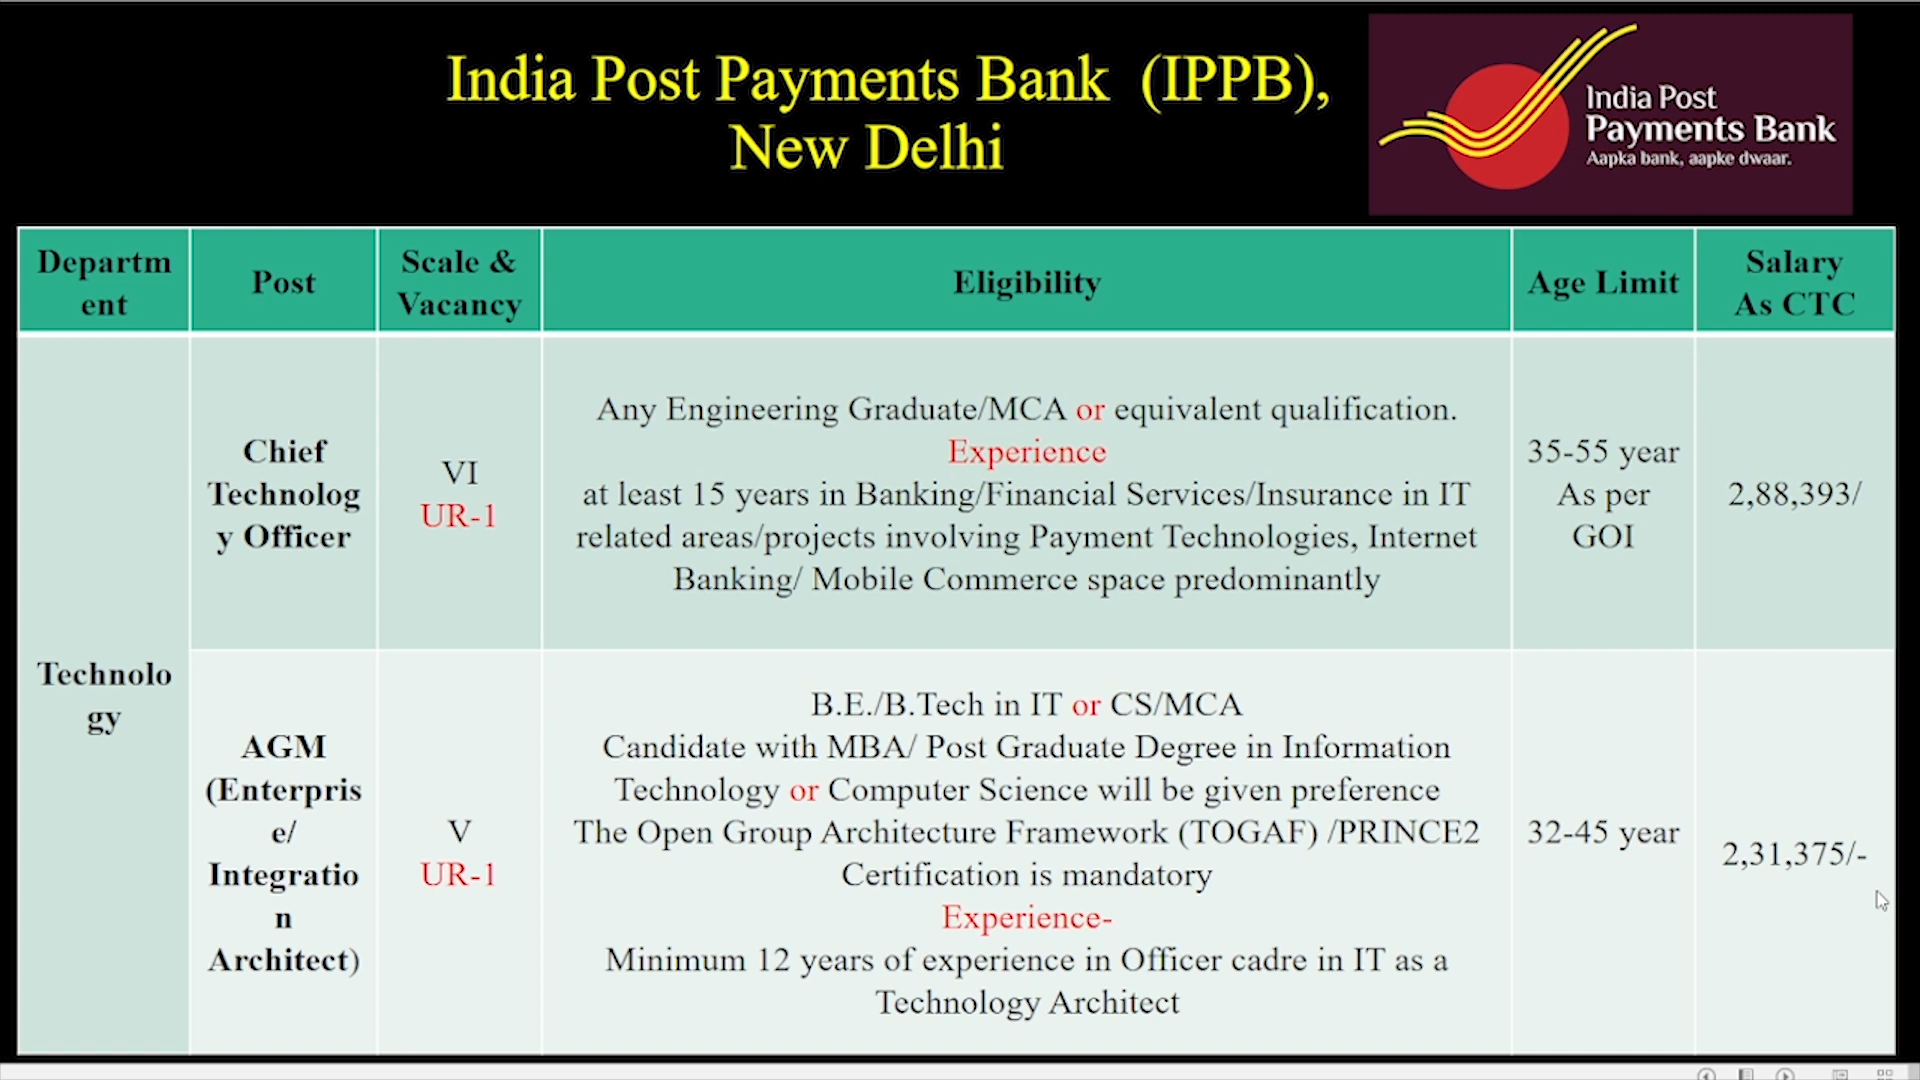 India Post Payments Bank (IPPB),
New Delhi
India Post
Payments Bank
Aapka bank, aapke dwaar.
Departm
ent
Post
Scale &
Vacancy
Eligibility
Age Limit
Salary
As CTC
Technolo
gy
Chief
Technolog
y Officer
VI
UR-1
Any Engineering Graduate/MCA or equivalent qualification.
Experience
at least 15 years in Banking/Financial Services/Insurance in IT
related areas/projects involving Payment Technologies, Internet
Banking/ Mobile Commerce space predominantly
35-55 year
As per
GOI
2,88,393/
AGM
(Enterpris
e/
Integratio
n
Architect)
V
UR-1
B.E./B.Tech in IT or CS/MCA
Candidate with MBA/ Post Graduate Degree in Information
Technology or Computer Science will be given preference
The Open Group Architecture Framework (TOGAF) /PRINCE2
Certification is mandatory
Experience-
Minimum 12 years of experience in Officer cadre in IT as a
Technology Architect
32-45 year
2,31,375/-